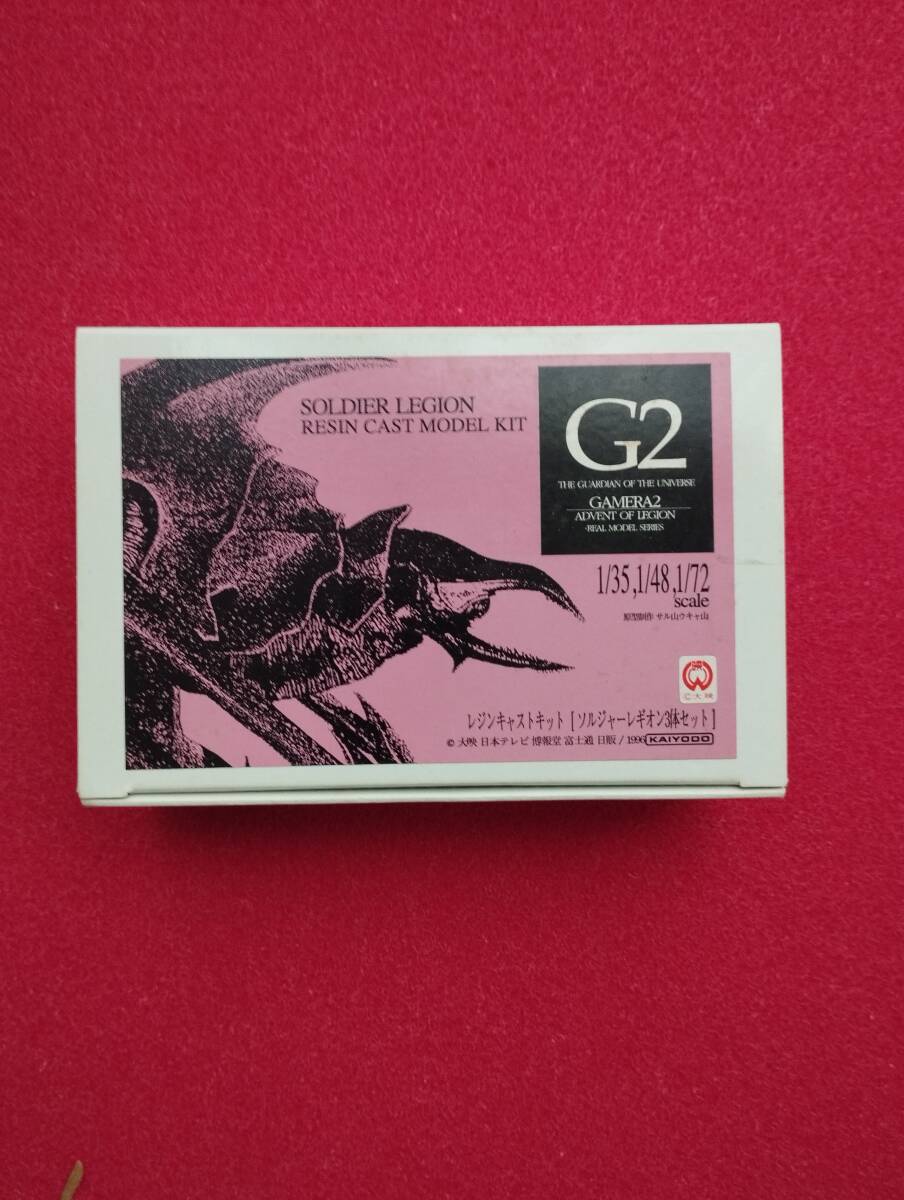 SOLDIER LEGION
RESIN CAST MODEL KIT
G2
THE GUARDIAN OF THE UNIVERSE
GAMERA2
ADVENT OF LEGION
·REAL MODEL SERIES
1/35,1/48,1/72
scale
原型制作 サル山ウキャ山
©大映
レジンキャストキット [ソルジャーレギオン3体セット]
© 大映 日本テレビ 博報堂 富士通 日販 / 1996 KAIYODO